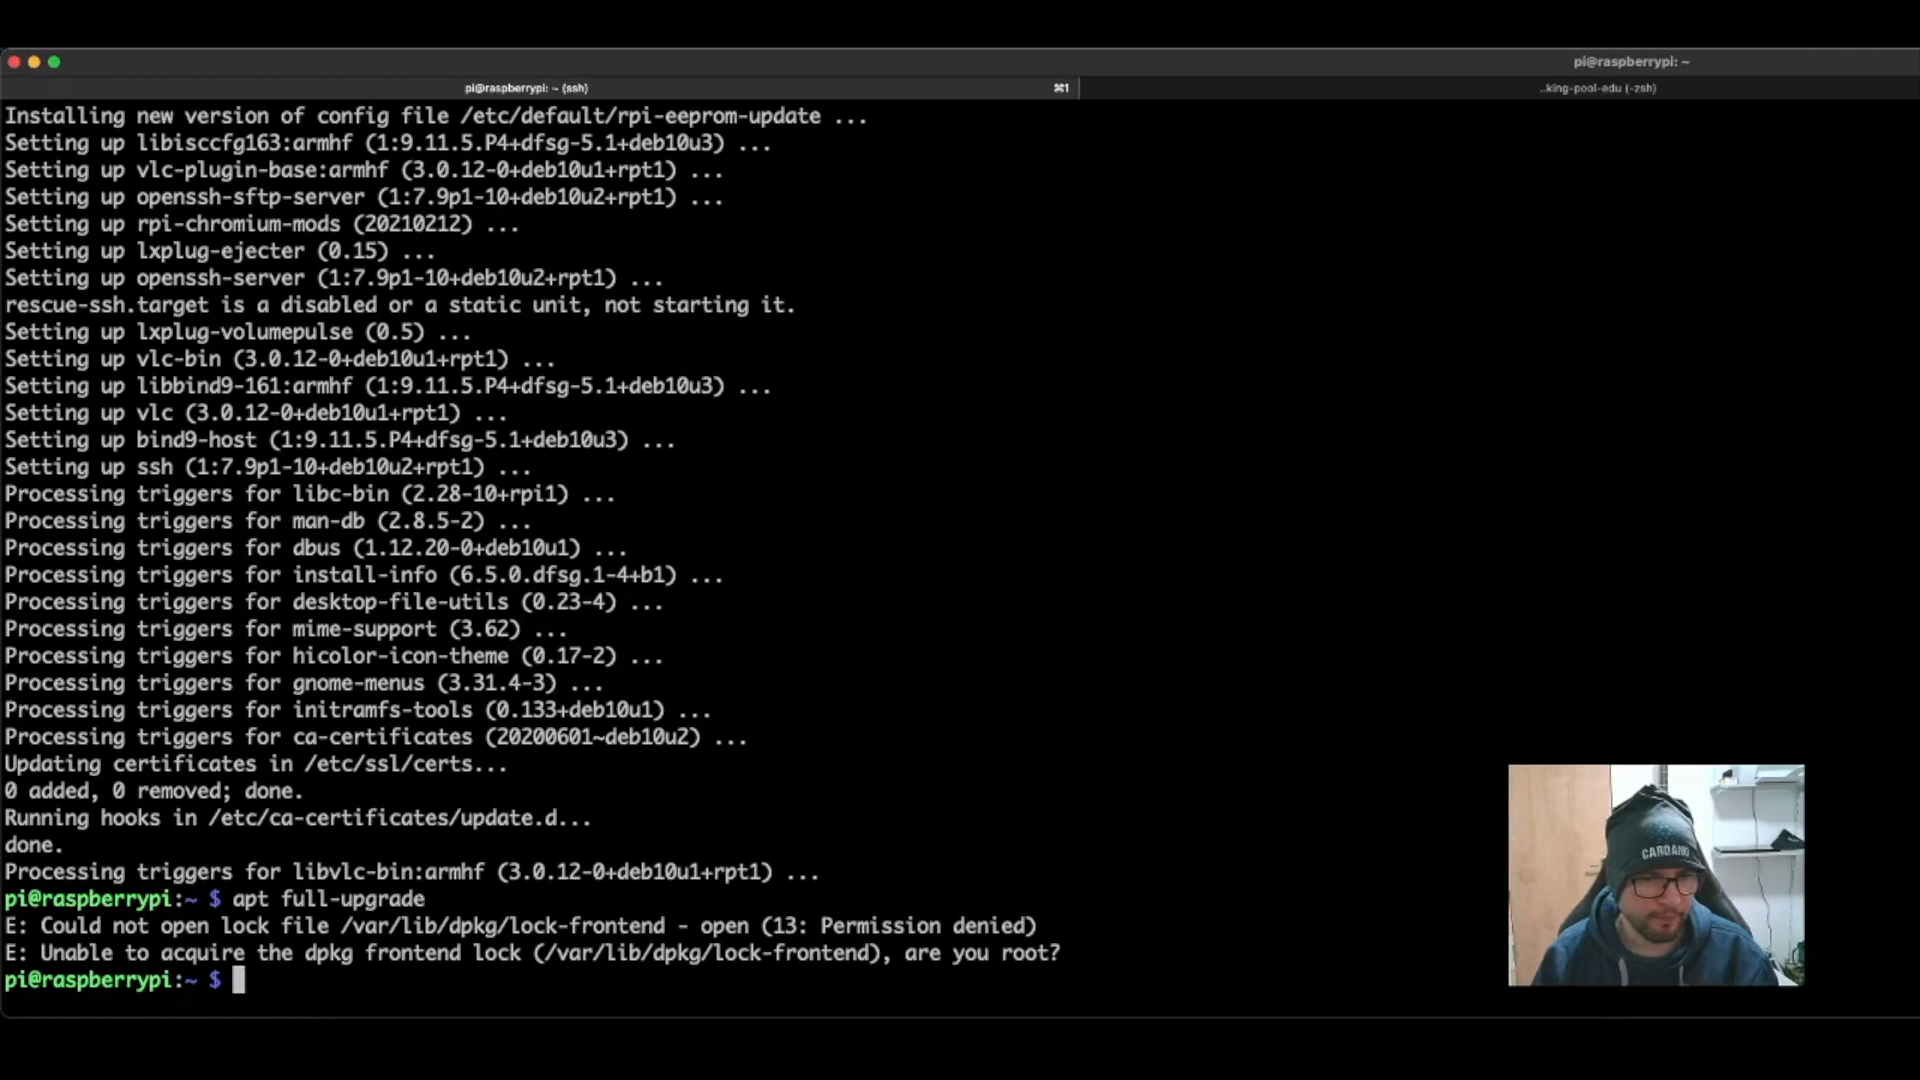 pi@raspberrypi: ~
pi@raspberrypi: ~ (ssh)
⌘1
..king-pool-edu (-zsh)
Installing new version of config file /etc/default/rpi-eeprom-update ...
Setting up libisccfg163:armhf (1:9.11.5.P4+dfsg-5.1+deb10u3) ...
Setting up vlc-plugin-base:armhf (3.0.12-0+deb10u1+rpt1) ...
Setting up openssh-sftp-server (1:7.9p1-10+deb10u2+rpt1) ...
Setting up rpi-chromium-mods (20210212) ...
Setting up lxplug-ejecter (0.15) ...
Setting up openssh-server (1:7.9p1-10+deb10u2+rpt1) ...
rescue-ssh.target is a disabled or a static unit, not starting it.
Setting up lxplug-volumepulse (0.5) ...
Setting up vlc-bin (3.0.12-0+deb10u1+rpt1) ...
Setting up libbind9-161:armhf (1:9.11.5.P4+dfsg-5.1+deb10u3) ...
Setting up vlc (3.0.12-0+deb10u1+rpt1) ...
Setting up bind9-host (1:9.11.5.P4+dfsg-5.1+deb10u3) ...
Setting up ssh (1:7.9p1-10+deb10u2+rpt1) ...
Processing triggers for libc-bin (2.28-10+rpi1) ...
Processing triggers for man-db (2.8.5-2) ...
Processing triggers for dbus (1.12.20-0+deb10u1) ...
Processing triggers for install-info (6.5.0.dfsg.1-4+b1) ...
Processing triggers for desktop-file-utils (0.23-4) ...
Processing triggers for mime-support (3.62) ...
Processing triggers for hicolor-icon-theme (0.17-2) ...
Processing triggers for gnome-menus (3.31.4-3) ...
Processing triggers for initramfs-tools (0.133+deb10u1) ...
Processing triggers for ca-certificates (20200601~deb10u2) ...
Updating certificates in /etc/ssl/certs...
0 added, 0 removed; done.
Running hooks in /etc/ca-certificates/update.d...
done.
Processing triggers for libvlc-bin:armhf (3.0.12-0+deb10u1+rpt1) ...
pi@raspberrypi:~ $ apt full-upgrade
E: Could not open lock file /var/lib/dpkg/lock-frontend - open (13: Permission denied)
E: Unable to acquire the dpkg frontend lock (/var/lib/dpkg/lock-frontend), are you root?
pi@raspberrypi:~ $
CARDANO